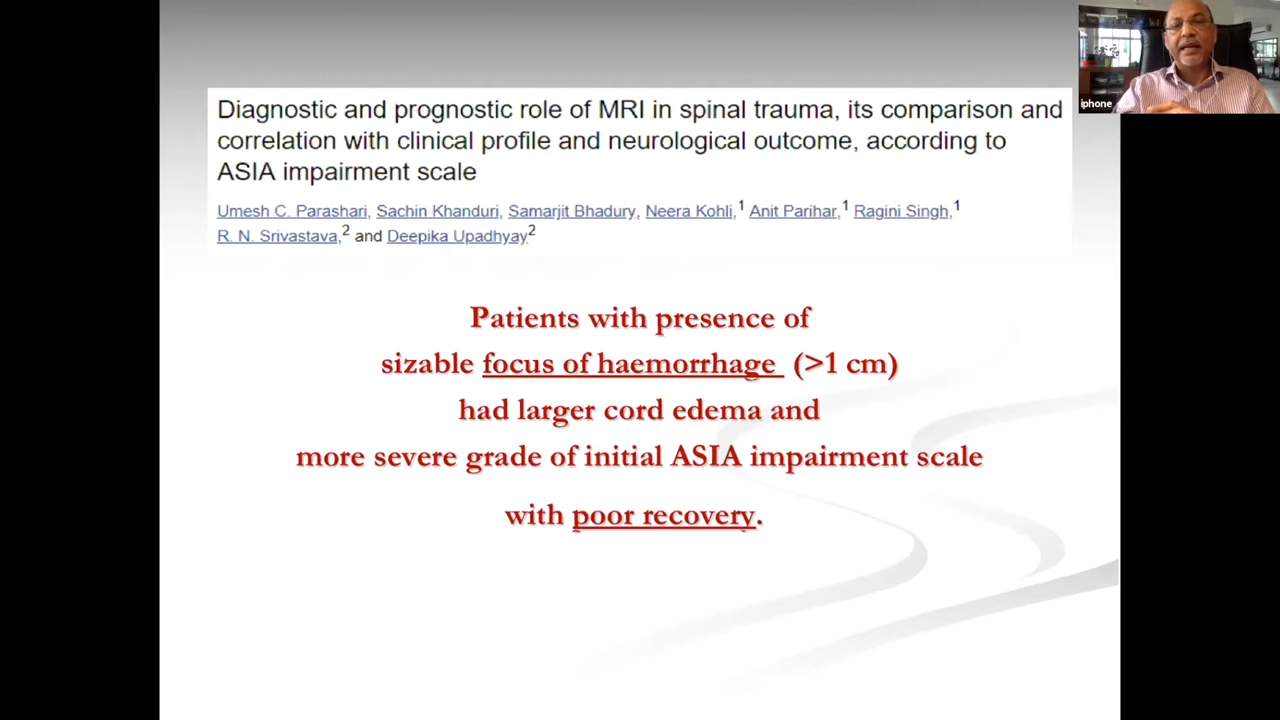 Diagnostic and prognostic role of MRI in spinal trauma, its comparison and
correlation with clinical profile and neurological outcome, according to
ASIA impairment scale
Umesh C. Parashari, Sachin Khanduri, Samarjit Bhadury, Neera Kohli,1 Anit Parihar,1 Ragini Singh,1
R. N. Srivastava,2 and Deepika Upadhyay2
Patients with presence of
sizable focus of haemorrhage (>1 cm)
had larger cord edema and
more severe grade of initial ASIA impairment scale
with poor recovery.
iphone